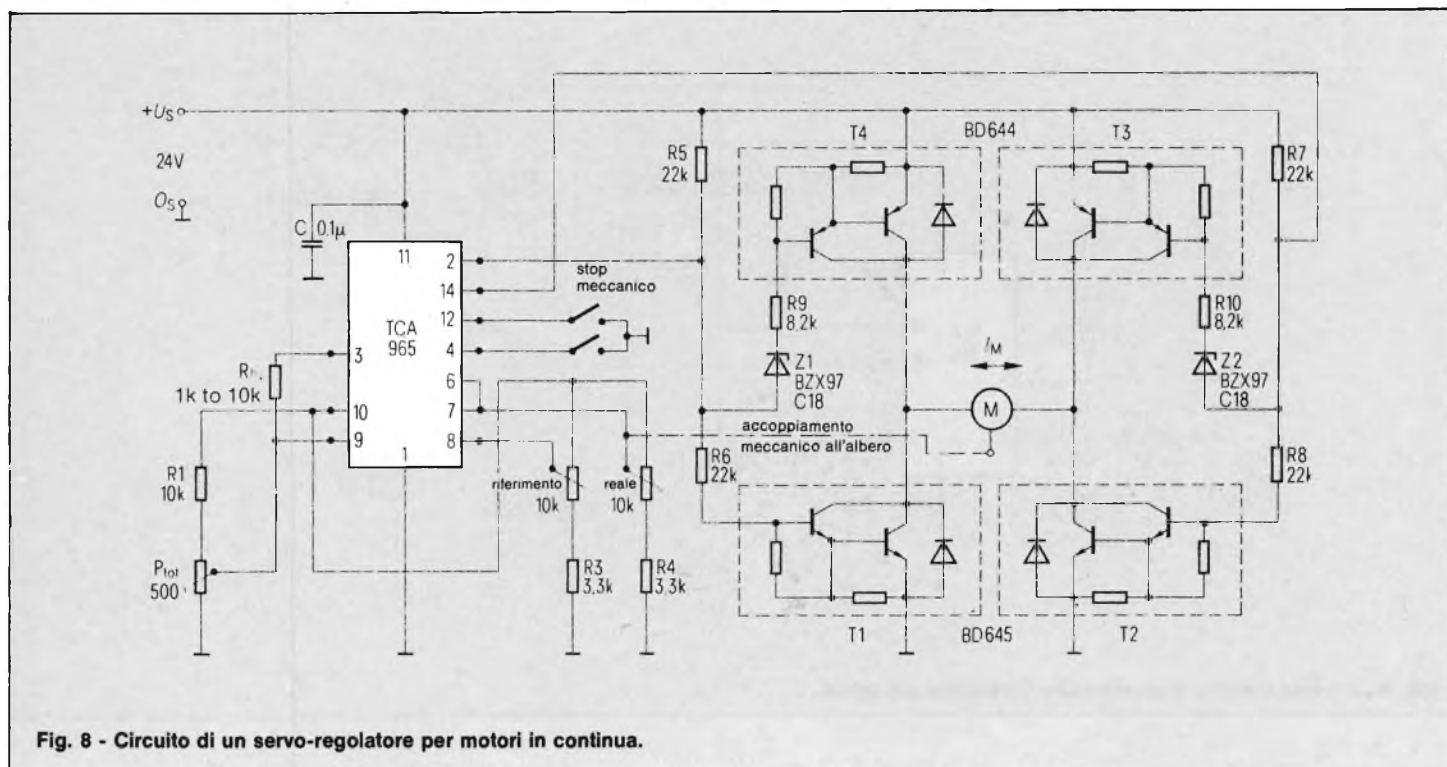 +Us
24V
Os
C 0.1µ
11
2
14
12
4
6
7
8
3
10
9
1
TCA
965
1k to 10k
R1
10k
Ptot
500
stop
meccanico
riferimento
10k
reale
10k
R3
3,3k
R4
3,3k
R5
22k
R6
22k
T4
BD644
T3
R7
22k
R9
8,2k
Z1
BZX97
C18
R10
8,2k
Z2
BZX97
C18
IM
M
accoppiamento
meccanico all'albero
R8
22k
T1
BD645
T2
Fig. 8 - Circuito di un servo-regolatore per motori in continua.